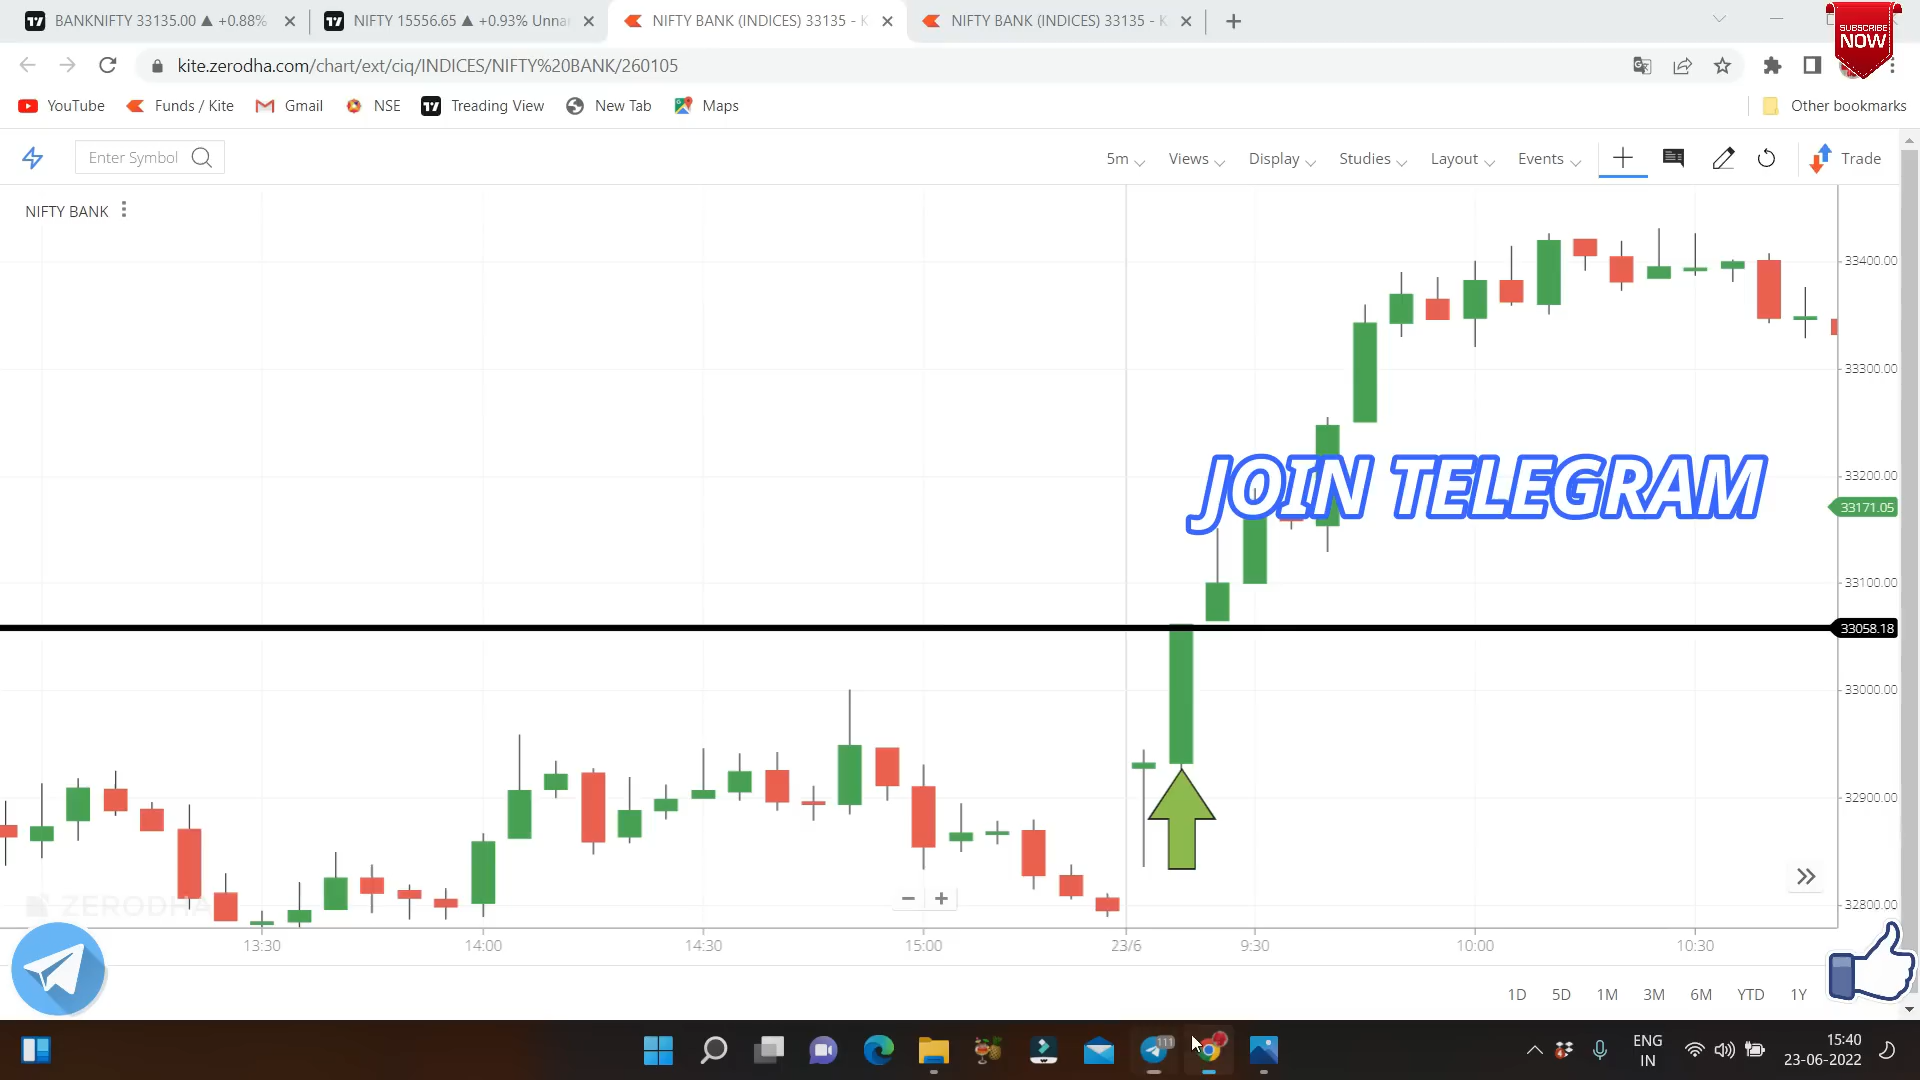 BANKNIFTY 33135.00 ▲ +0.88%
NIFTY 15556.65 ▲ +0.93% Unna
NIFTY BANK (INDICES) 33135 - K
NIFTY BANK (INDICES) 33135 - K
SUBSCRIBE
NOW
kite.zerodha.com/chart/ext/ciq/INDICES/NIFTY%20BANK/260105
YouTube
Funds / Kite
Gmail
NSE
Treading View
New Tab
Maps
Other bookmarks
Enter Symbol
5m
Views
Display
Studies
Layout
Events
Trade
NIFTY BANK
33400.00
33300.00
JOIN TELEGRAM
33200.00
33171.05
33100.00
33058.18
33000.00
32900.00
32800.00
ZERODHA
13:30
14:00
14:30
15:00
23/6
9:30
10:00
10:30
1D
5D
1M
3M
6M
YTD
1Y
111
ENG
IN
15:40
23-06-2022